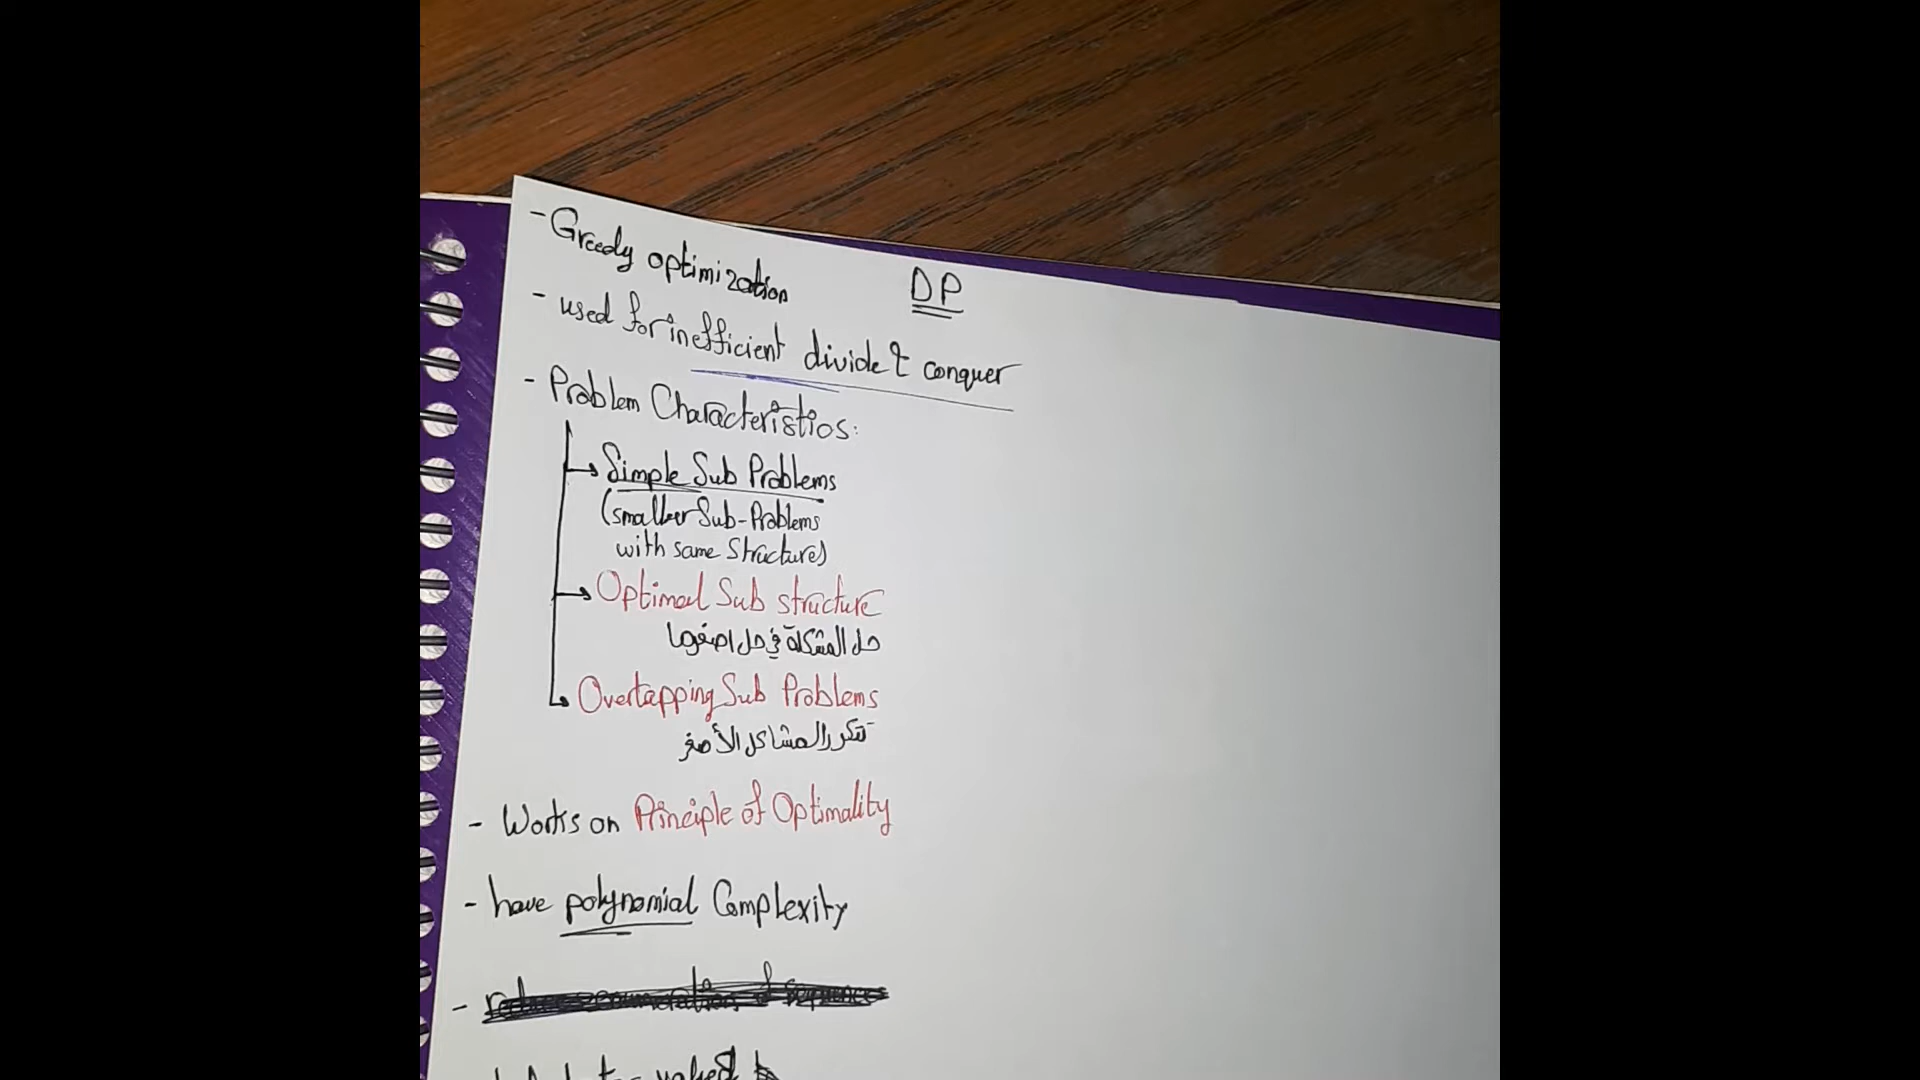 DP
- Greedy optimization
- used for inefficient divide & conquer
- Problem Characteristics:
Simple Sub Problems
(smaller Sub-Problems
with same structure)
Optimal Sub structure
حل المشكلة في حل اصغرها
Overlapping Sub Problems
تتكرر المشاكل الأصغر
- Works on Principle of Optimality
- have polynomial Complexity